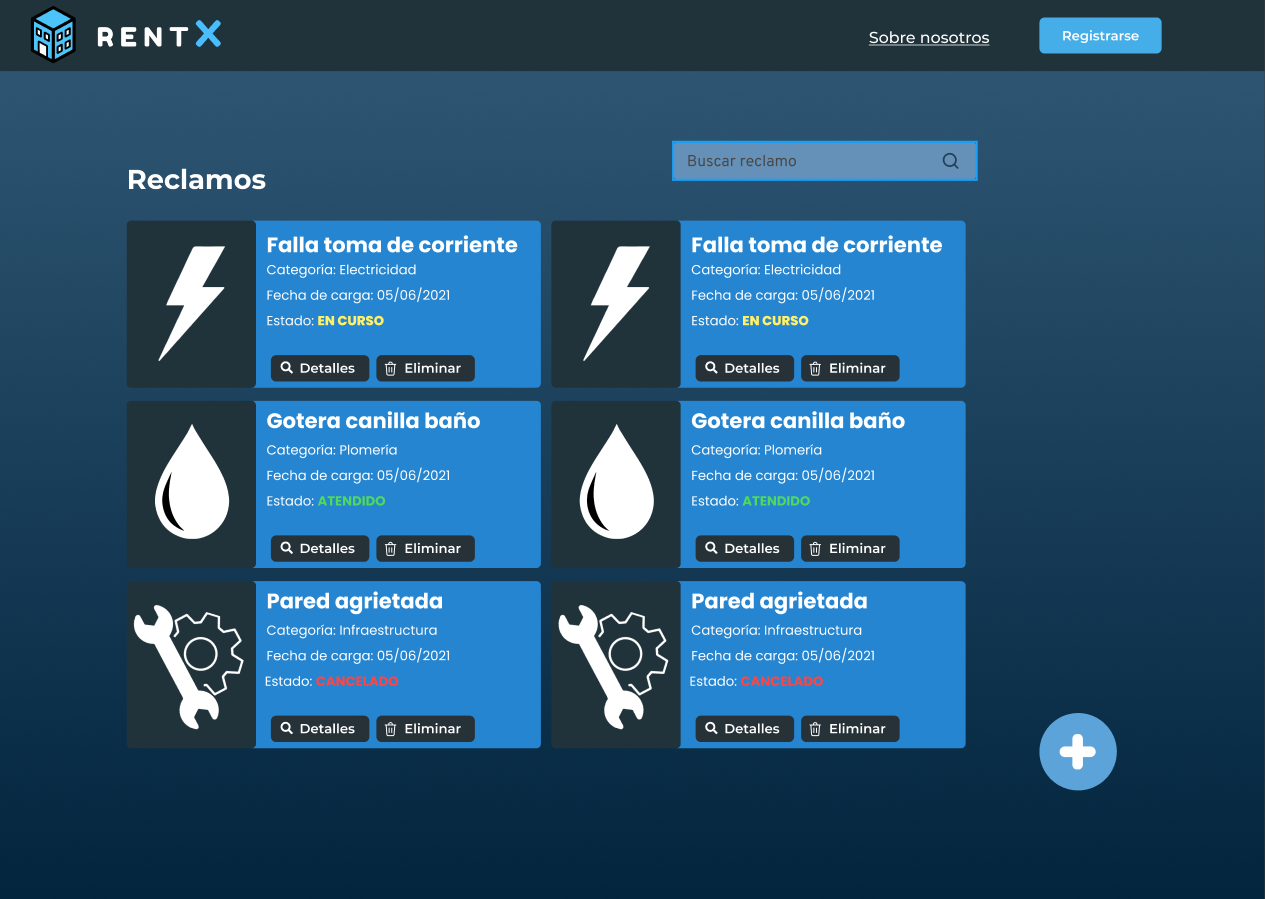 RENTX
Sobre nosotros
Registrarse
Buscar reclamo
Reclamos
Falla toma de corriente
Categoría: Electricidad
Fecha de carga: 05/06/2021
Estado: EN CURSO
Detalles
Eliminar
Falla toma de corriente
Categoría: Electricidad
Fecha de carga: 05/06/2021
Estado: EN CURSO
Detalles
Eliminar
Gotera canilla baño
Categoría: Plomería
Fecha de carga: 05/06/2021
Estado: ATENDIDO
Detalles
Eliminar
Gotera canilla baño
Categoría: Plomería
Fecha de carga: 05/06/2021
Estado: ATENDIDO
Detalles
Eliminar
Pared agrietada
Categoría: Infraestructura
Fecha de carga: 05/06/2021
Estado: CANCELADO
Detalles
Eliminar
Pared agrietada
Categoría: Infraestructura
Fecha de carga: 05/06/2021
Estado: CANCELADO
Detalles
Eliminar